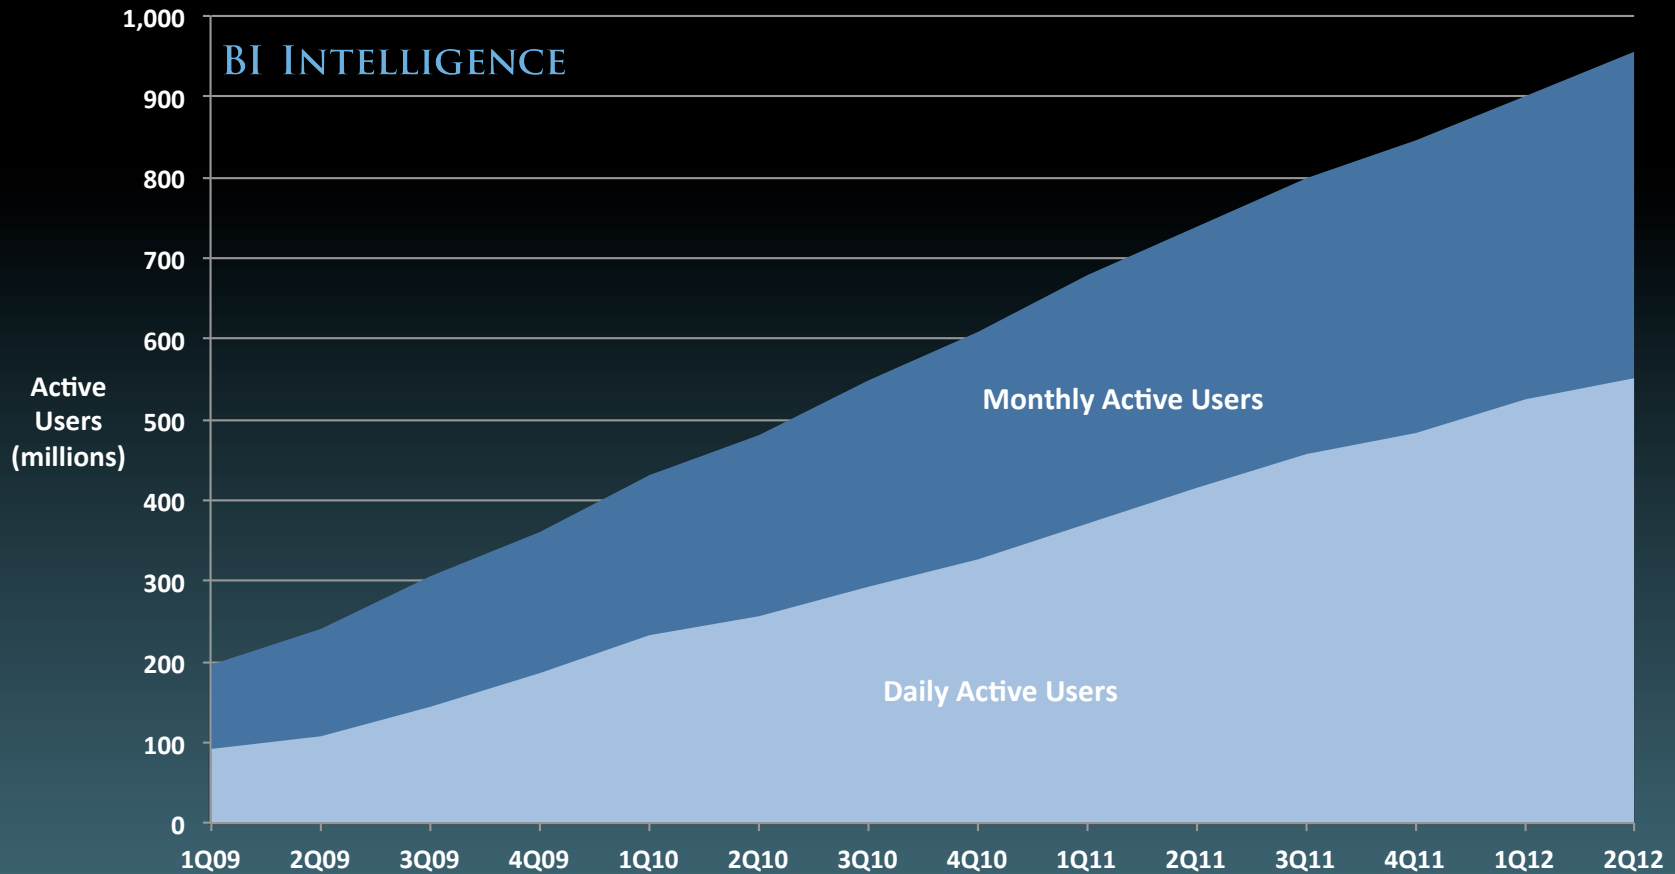 1,000
BI INTELLIGENCE
900
800
700
600
Active
Users
(millions)
500
400
300
200
100
0
Monthly Active Users
Daily Active Users
1Q09 2Q09 3Q09 4Q09 1Q10 2Q10 3Q10 4Q10 1Q11 2Q11 3Q11 4Q11 1Q12 2Q12